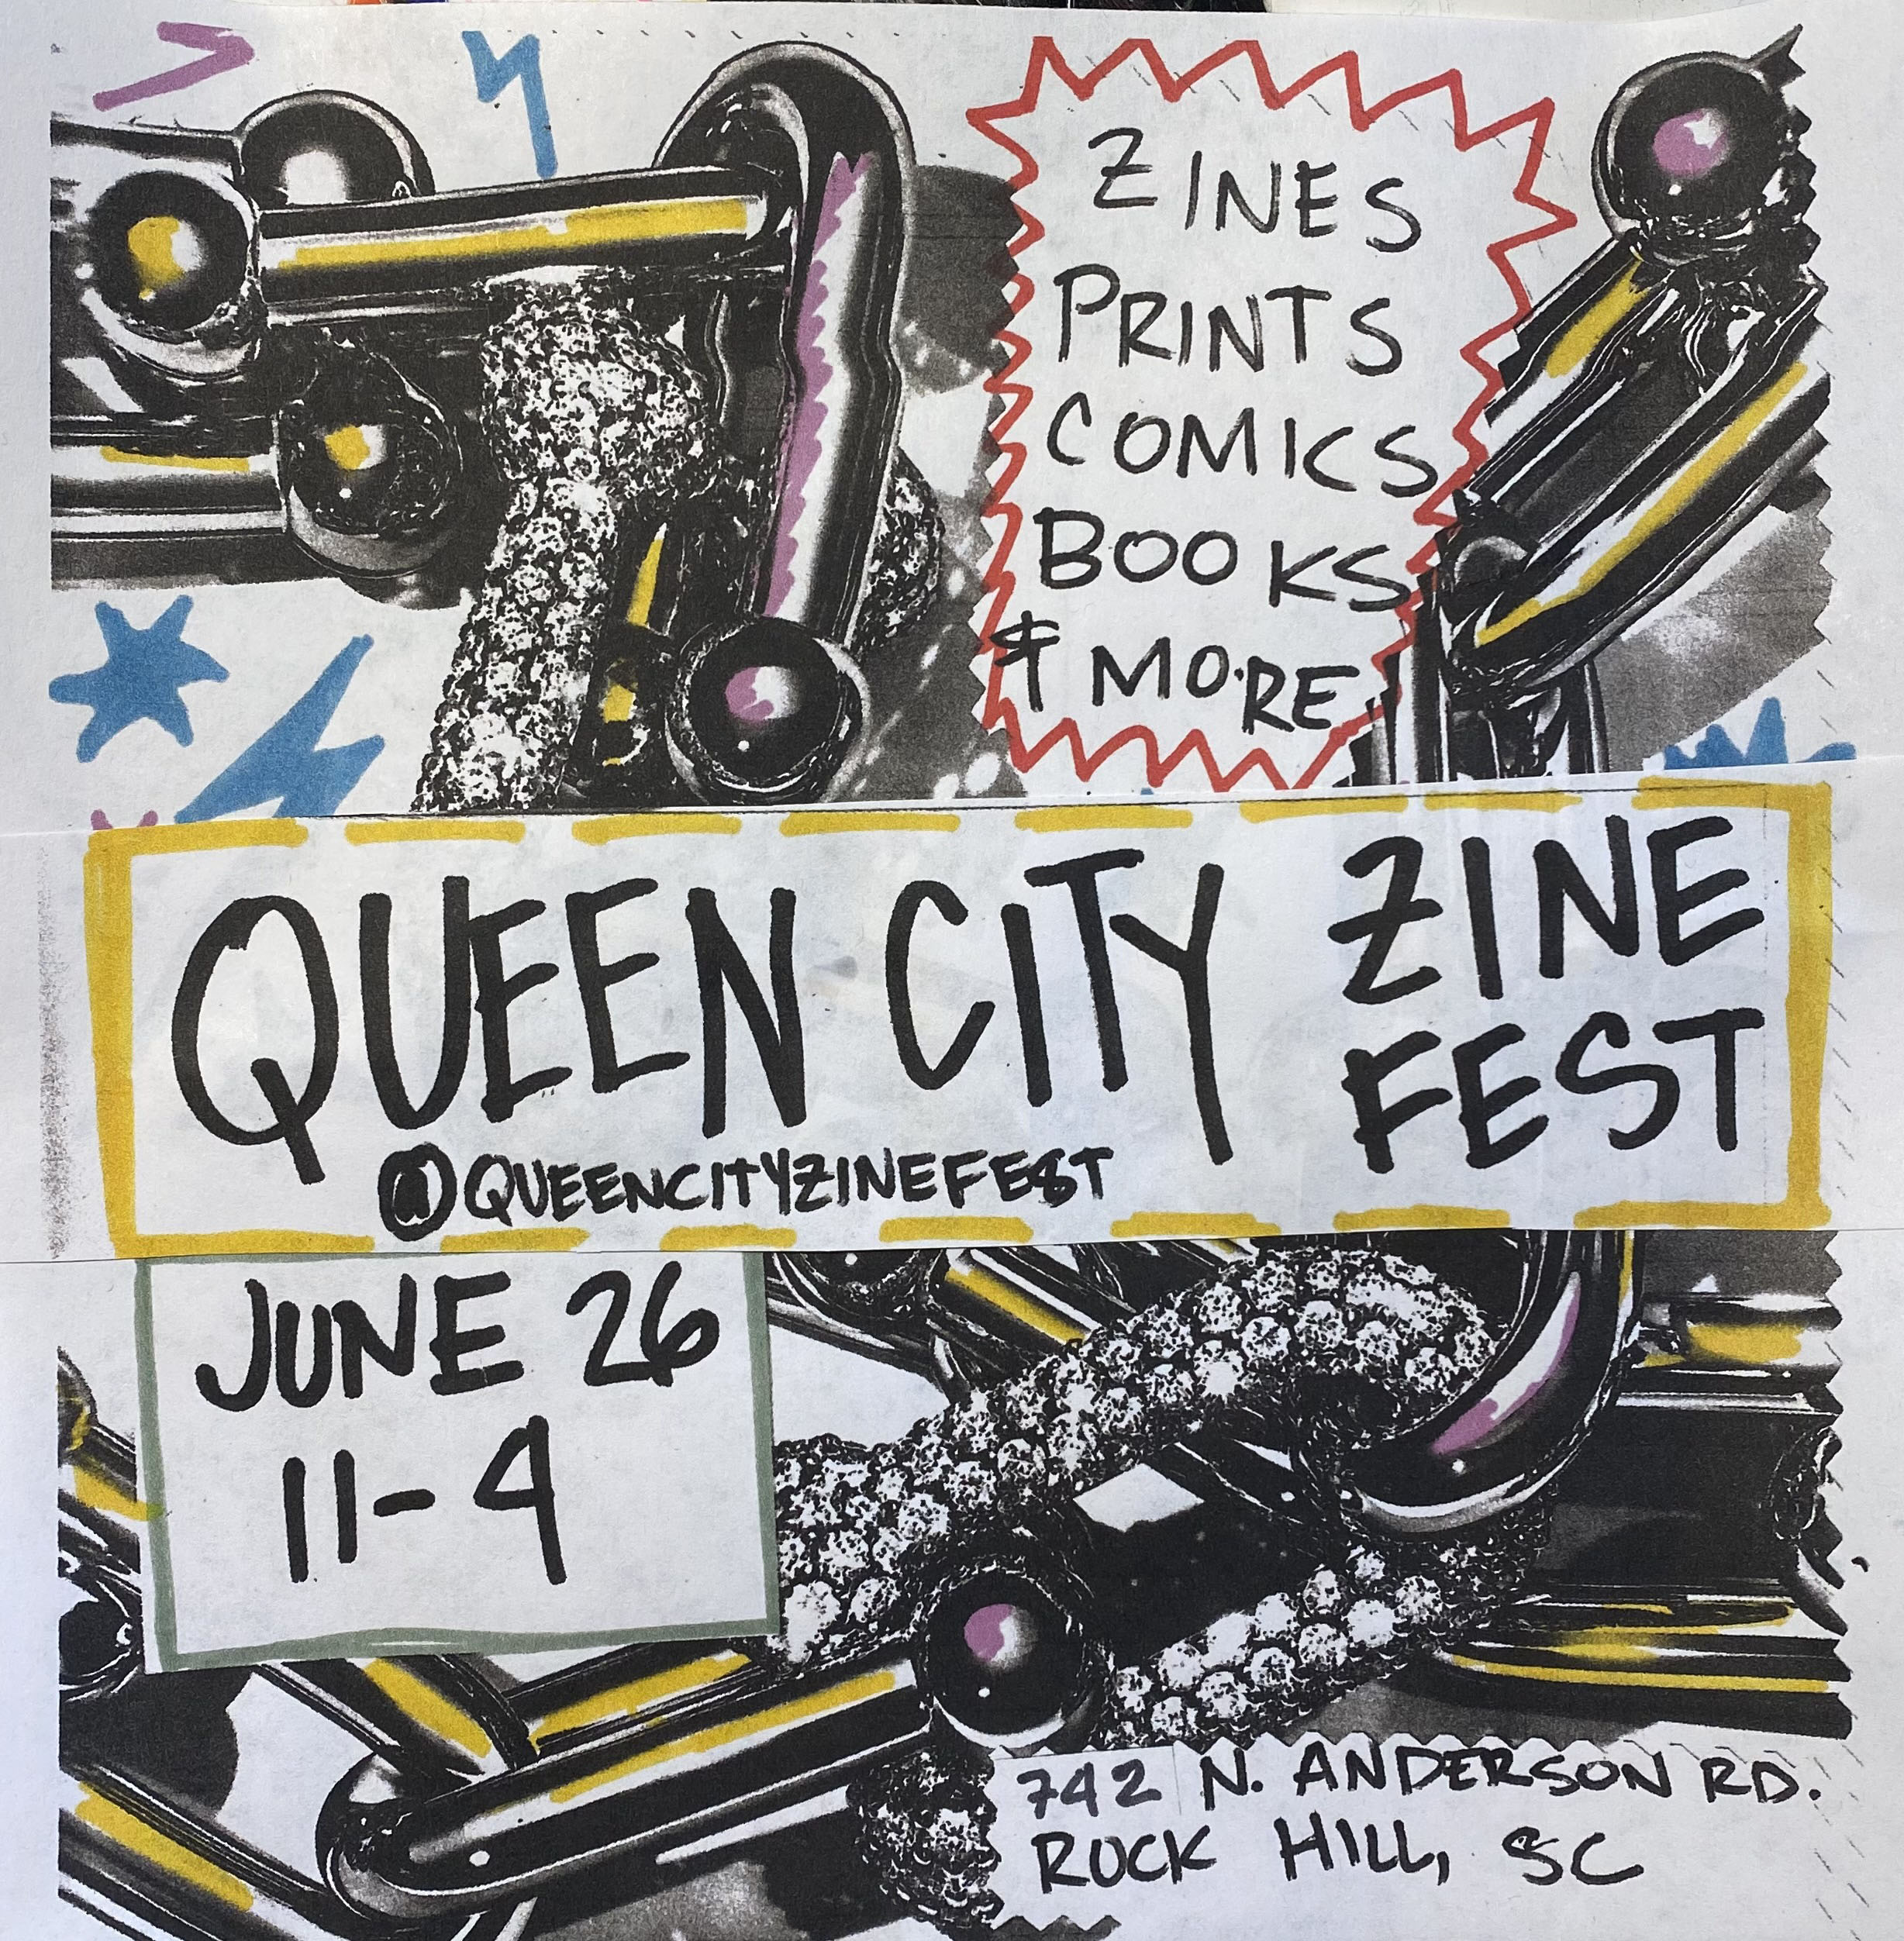 ZINES
PRINTS
COMICS
BOOKS
& MORE
QUEEN CITY ZINE
FEST
@QUEENCITYZINEFEST
JUNE 26
11-4
742 N. ANDERSON RD.
ROCK HILL, SC